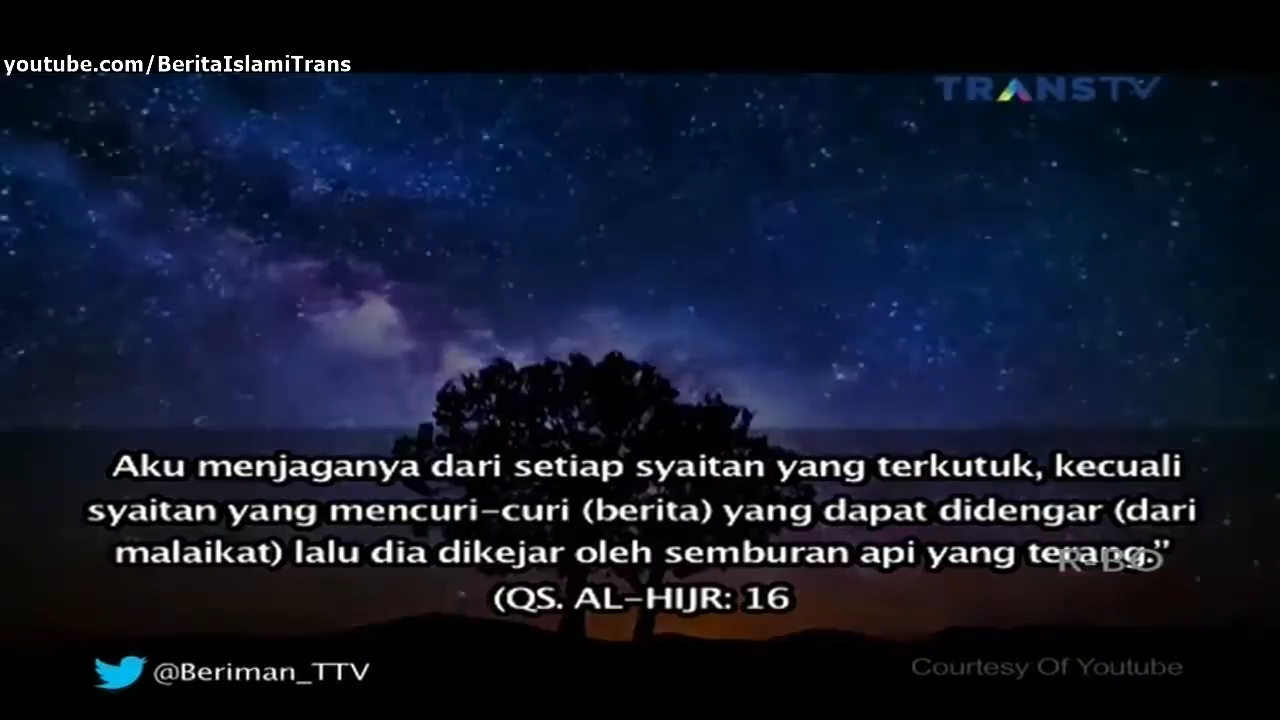 youtube.com/BeritaIslamiTrans
TRANSTV
Aku menjaganya dari setiap syaitan yang terkutuk, kecuali
syaitan yang mencuri-curi (berita) yang dapat didengar (dari
malaikat) lalu dia dikejar oleh semburan api yang terang.”
R-BO
(QS. AL-HIJR: 16
@Beriman_TTV
Courtesy Of Youtube